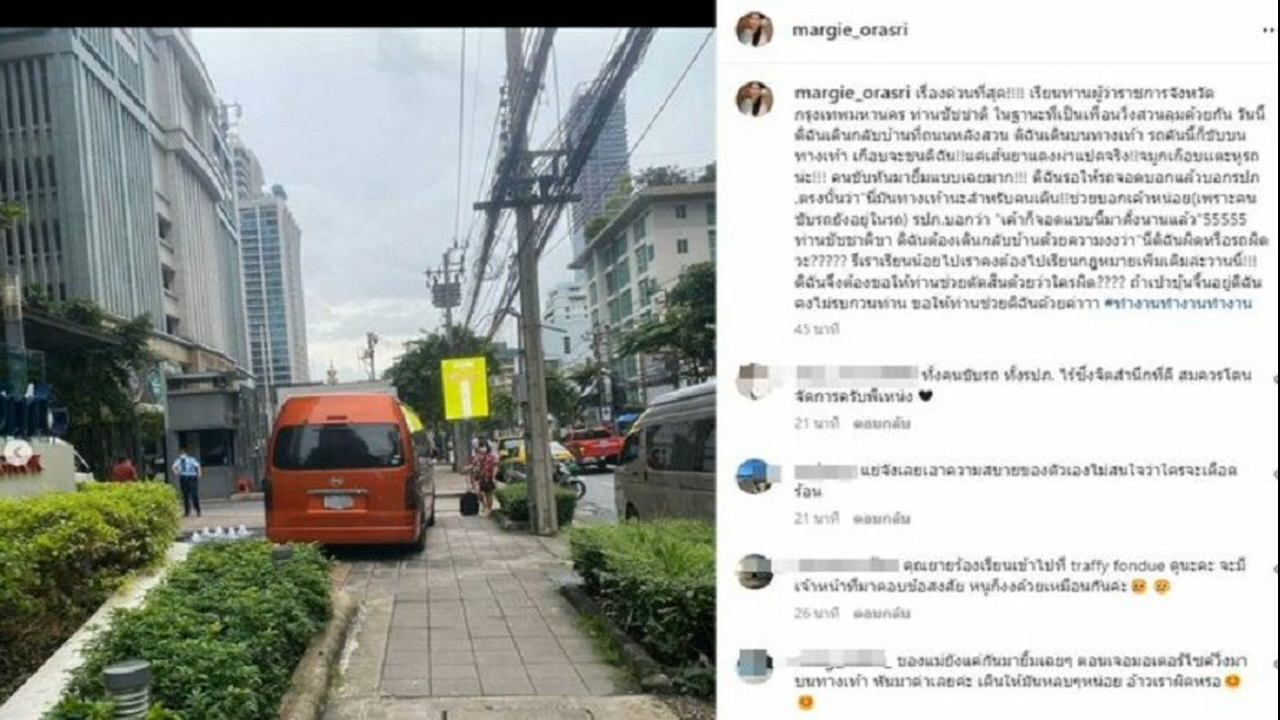 margie_orasri
margie_orasri เรื่องด่วนที่สุด!!!! เรียนท่านผู้ว่าราชการจังหวัด
กรุงเทพมหานคร ท่านชัชชาติ ในฐานะที่เป็นเพื่อนวิ่งสวนลุมด้วยกัน วันนี้
ดิฉันเดินกลับบ้านที่ถนนหลังสวน ดิฉันเดินบนทางเท้า รถคันนี้ก็ขับบน
ทางเท้า เกือบจะชนดิฉัน!!แต่เส้นยาแดงผ่าแปดจริง!!จมูกเกือบแตะหูรถ
น่ะ!!! คนขับหันมายิ้มแบบเฉยมาก!!! ดิฉันรอให้รถจอดบอกแล้วบอกรปภ
.ตรงนั้นว่า"นี่มันทางเท้านะสำหรับคนเดิน!!ช่วยบอกเค้าหน่อย(เพราะคน
ขับรถยังอยู่ในรถ) รปภ.บอกว่า "เค้าก็จอดแบบนี้มาตั้งนานแล้ว"55555
ท่านชัชชาติขา ดิฉันต้องเดินกลับบ้านด้วยความงงว่า"นี่ดิฉันผิดหรือรถผิด
วะ????? รึเราเรียนน้อยไปเราคงต้องไปเรียนกฎหมายเพิ่มเติมสะวานนี้!!!
ดิฉันจึงต้องขอให้ท่านช่วยตัดสินด้วยว่าใครผิด???? ถ้าเปาบุ้นจิ้นอยู่ดิฉัน
คงไม่รบกวนท่าน ขอให้ท่านช่วยดิฉันด้วยค่าาา #ทำงานทำงานทำงาน
45 นาที
ทั้งคนขับรถ ทั้งรปภ. ไร้ซึ่งจิตสำนึกที่ดี สมควรโดน
จัดการครับพี่เหน่ง 🖤
21 นาที ตอบกลับ
แย่จังเลยเอาความสบายของตัวเองไม่สนใจว่าใครจะเดือด
ร้อน
21 นาที ตอบกลับ
คุณยายร้องเรียนเข้าไปที่ traffy fondue ดูนะคะ จะมี
เจ้าหน้าที่มาตอบข้อสงสัย หนูก็งงด้วยเหมือนกันค่ะ
26 นาที ตอบกลับ
ของแม่ยังแค่หันมายิ้มเฉยๆ ตอนเจอมอเตอร์ไซค์วิ่งมา
บนทางเท้า หันมาด่าเลยค่ะ เดินให้มันหลบๆหน่อย อ้าวเราผิดหรอ